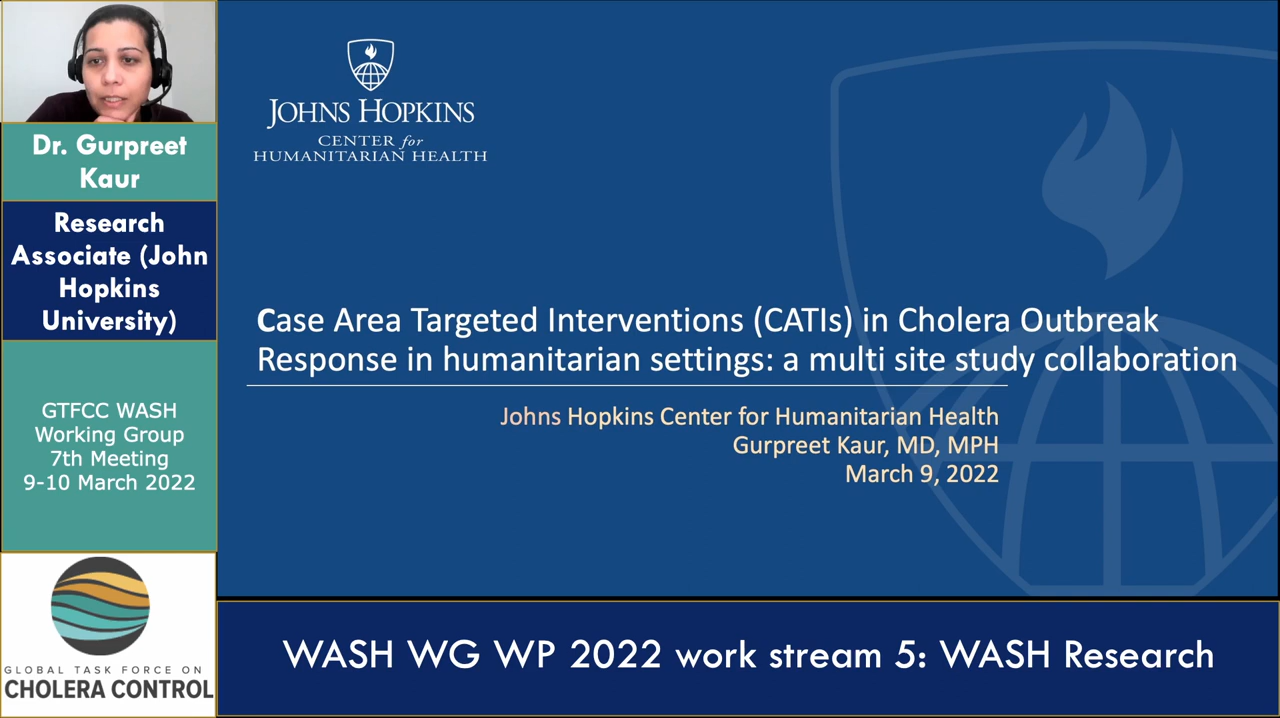 Dr. Gurpreet
Kaur
Research
Associate (John
Hopkins
University)
GTFCC WASH
Working Group
7th Meeting
9-10 March 2022
GLOBAL TASK FORCE ON
CHOLERA CONTROL
JOHNS HOPKINS
CENTER for
HUMANITARIAN HEALTH
Case Area Targeted Interventions (CATIs) in Cholera Outbreak
Response in humanitarian settings: a multi site study collaboration
Johns Hopkins Center for Humanitarian Health
Gurpreet Kaur, MD, MPH
March 9, 2022
WASH WG WP 2022 work stream 5: WASH Research